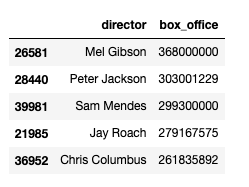 director box_office
26581 Mel Gibson 368000000
28440 Peter Jackson 303001229
39981 Sam Mendes 299300000
21985 Jay Roach 279167575
36952 Chris Columbus 261835892